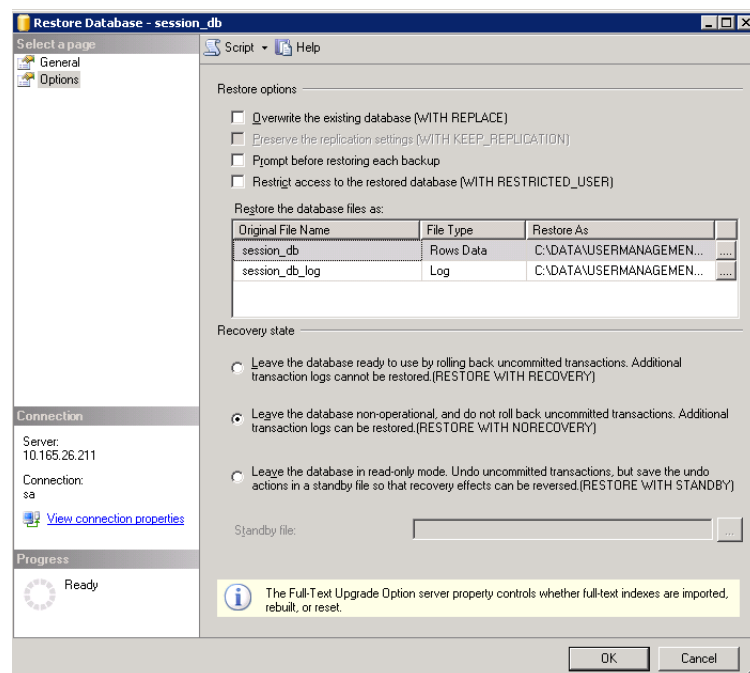 Restore Database - session_db
Select a page
General
Options
Script
Help
Restore options
Overwrite the existing database (WITH REPLACE)
Preserve the replication settings (WITH KEEP_REPLICATION)
Prompt before restoring each backup
Restrict access to the restored database (WITH RESTRICTED_USER)
Restore the database files as:
Original File Name File Type Restore As
session_db Rows Data C:\DATA\USERMANAGEMEN... ...
session_db_log Log C:\DATA\USERMANAGEMEN... ...
Recovery state
Leave the database ready to use by rolling back uncommitted transactions. Additional
transaction logs cannot be restored.(RESTORE WITH RECOVERY)
Leave the database non-operational, and do not roll back uncommitted transactions. Additional
transaction logs can be restored.(RESTORE WITH NORECOVERY)
Leave the database in read-only mode. Undo uncommitted transactions, but save the undo
actions in a standby file so that recovery effects can be reversed.(RESTORE WITH STANDBY)
Standby file: ...
Connection
Server:
10.165.26.211
Connection:
sa
View connection properties
Progress
Ready
The Full-Text Upgrade Option server property controls whether full-text indexes are imported,
rebuilt, or reset.
OK Cancel